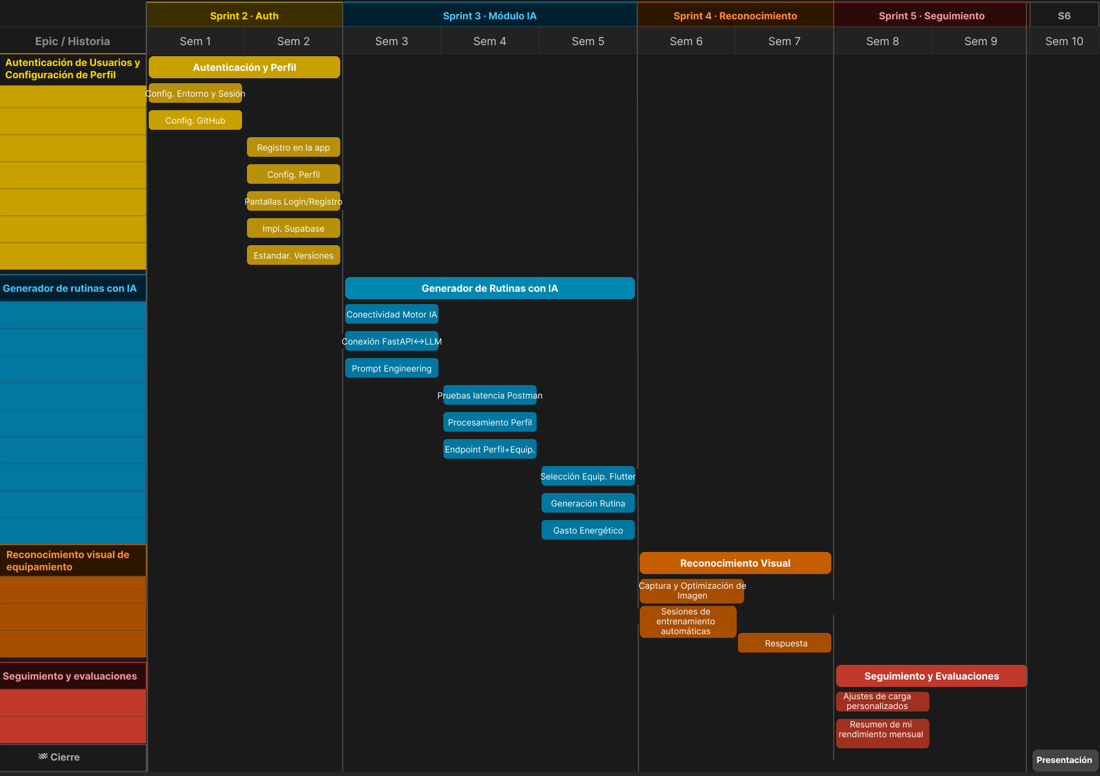 Sprint 2 · Auth
Sprint 3 · Módulo IA
Sprint 4 · Reconocimiento
Sprint 5 · Seguimiento
S6
Epic / Historia
Sem 1
Sem 2
Sem 3
Sem 4
Sem 5
Sem 6
Sem 7
Sem 8
Sem 9
Sem 10
Autenticación de Usuarios y
Configuración de Perfil
Autenticación y Perfil
Config. Entorno y Sesión
Config. GitHub
Registro en la app
Config. Perfil
Pantallas Login/Registro
Impl. Supabase
Estandar. Versiones
Generador de rutinas con IA
Generador de Rutinas con IA
Conectividad Motor IA
Conexión FastAPI↔LLM
Prompt Engineering
Pruebas latencia Postman
Procesamiento Perfil
Endpoint Perfil+Equip.
Selección Equip. Flutter
Generación Rutina
Gasto Energético
Reconocimiento visual de
equipamiento
Reconocimiento Visual
Captura y Optimización de
Imagen
Sesiones de
entrenamiento
automáticas
Respuesta
Seguimiento y evaluaciones
Seguimiento y Evaluaciones
Ajustes de carga
personalizados
Resumen de mi
rendimiento mensual
🏁 Cierre
Presentación